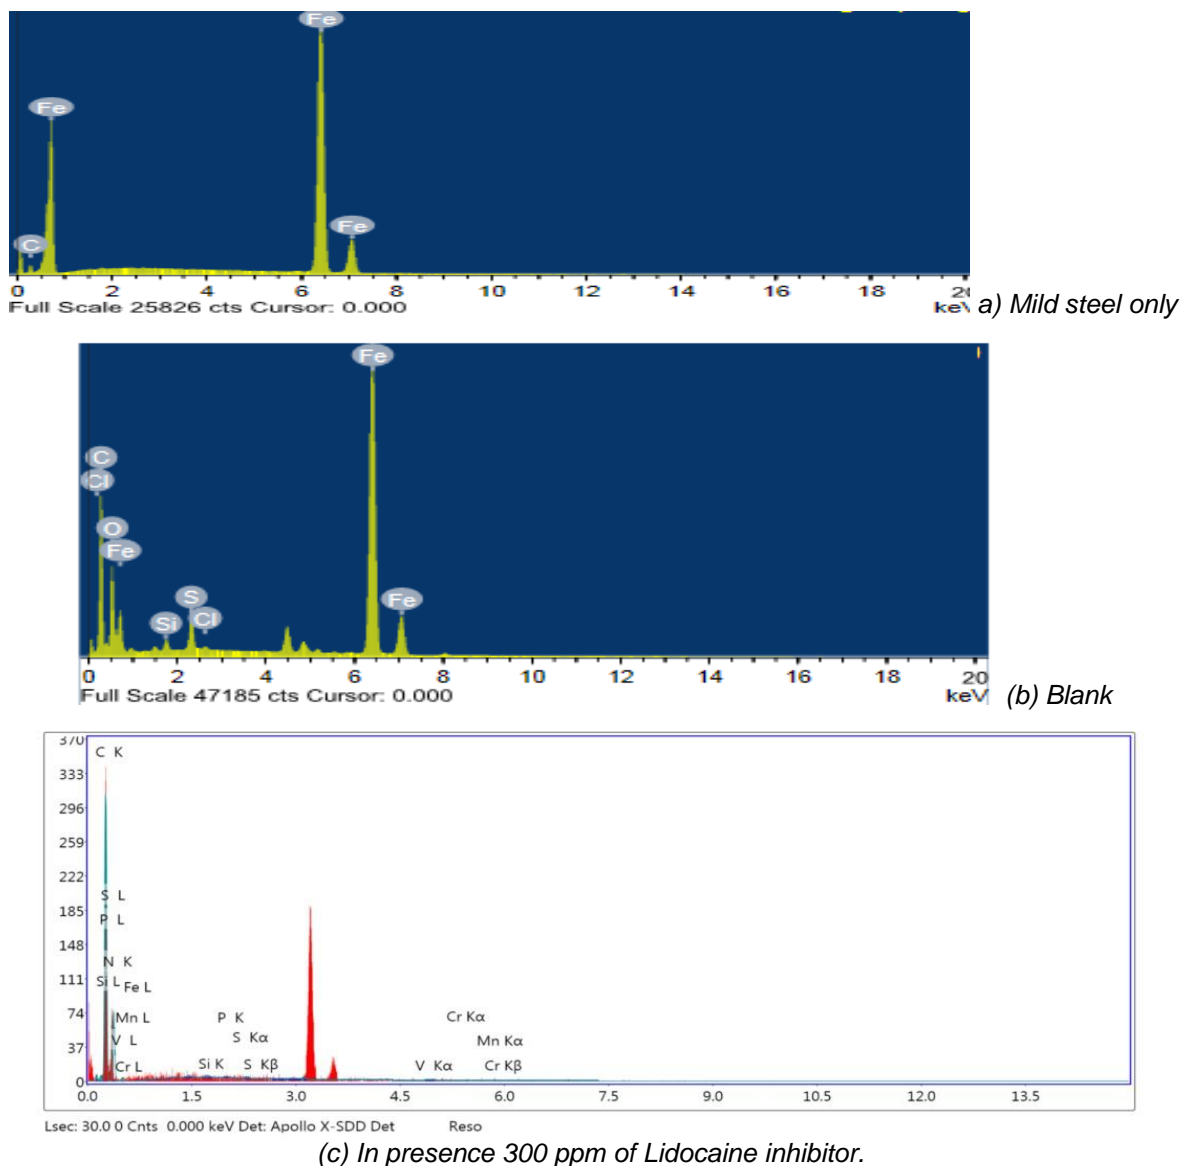 Fe
Fe
Fe
C
0 2 4 6 8 10 12 14 16 18 20
Full Scale 25826 cts Cursor: 0.000 keV
a) Mild steel only
Fe
C
Cl
O
Fe
S
Fe
Si
Cl
0 2 4 6 8 10 12 14 16 18 20
Full Scale 47185 cts Cursor: 0.000 keV
(b) Blank
370
C K
333
296
259
222
S L
185
P L
148
N K
111
Si L
Fe L
74
Mn L
P K
Cr Kα
V L
S Kα
Mn Kα
37
Cr L
Si K
S Kβ
V Kα
Cr Kβ
0
0.0 1.5 3.0 4.5 6.0 7.5 9.0 10.5 12.0 13.5
Lsec: 30.0 0 Cnts 0.000 keV Det: Apollo X-SDD Det Reso
(c) In presence 300 ppm of Lidocaine inhibitor.